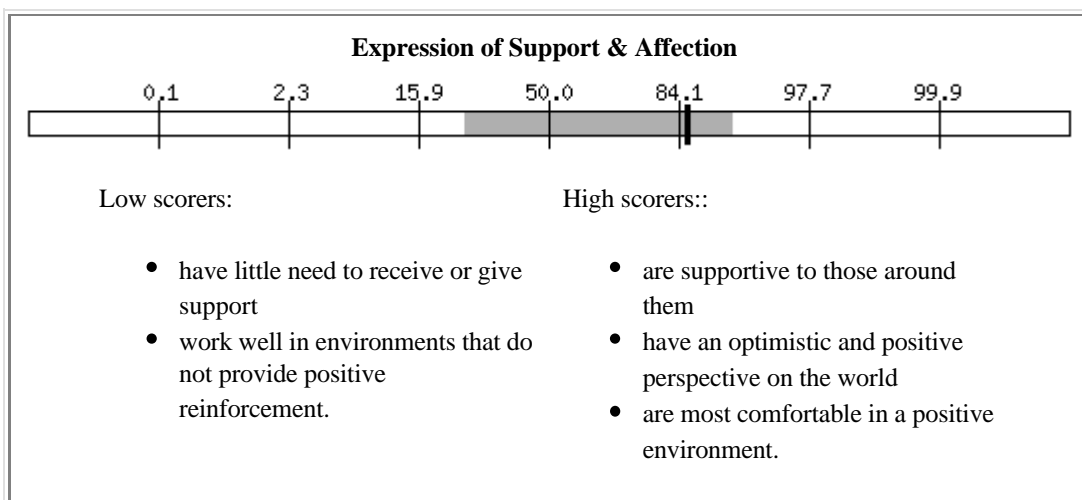 Expression of Support & Affection
0.1 2.3 15.9 50.0 84.1 97.7 99.9
Low scorers:
have little need to receive or give
support
work well in environments that do
not provide positive
reinforcement.
High scorers::
are supportive to those around
them
have an optimistic and positive
perspective on the world
are most comfortable in a positive
environment.